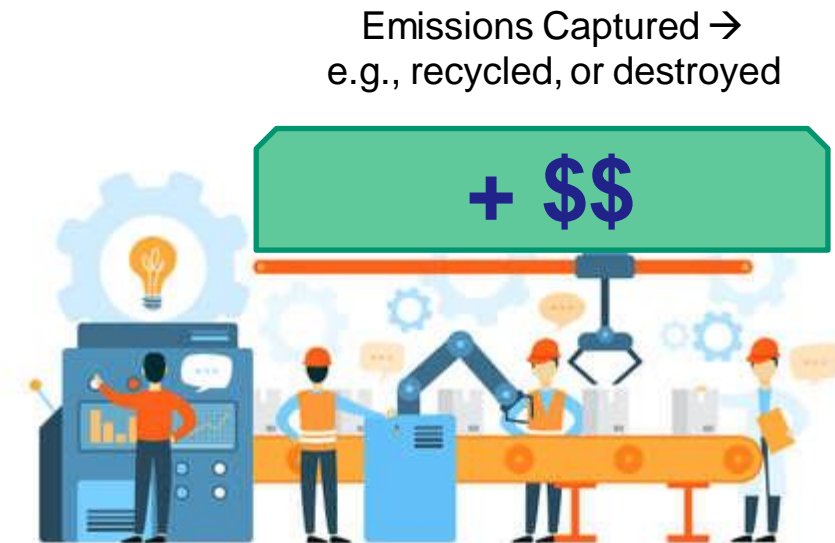 Emissions Captured →
e.g., recycled, or destroyed
+ $$